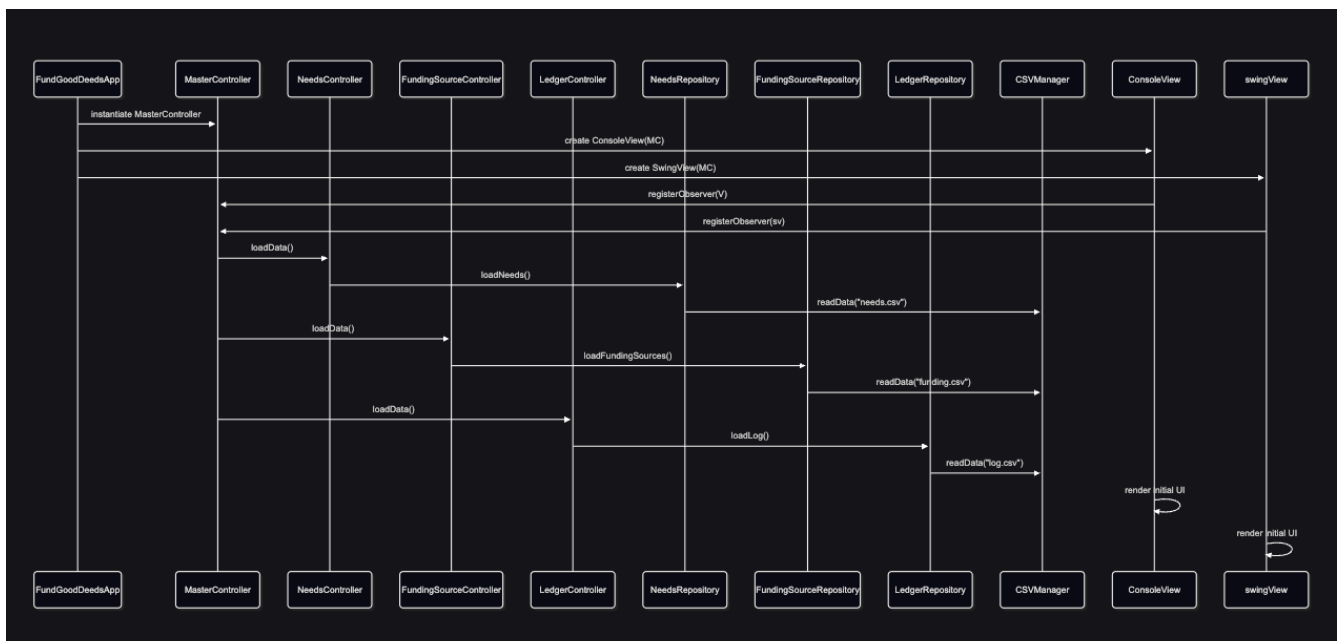 FundGoodDeedsApp
MasterController
NeedsController
FundingSourceController
LedgerController
NeedsRepository
FundingSourceRepository
LedgerRepository
CSVManager
ConsoleView
swingView
instantiate MasterController
create ConsoleView(MC)
create SwingView(MC)
registerObserver(V)
registerObserver(sv)
loadData()
loadNeeds()
readData("needs.csv")
loadData()
loadFundingSources()
readData("funding.csv")
loadData()
loadLog()
readData("log.csv")
render initial UI
render initial UI
FundGoodDeedsApp
MasterController
NeedsController
FundingSourceController
LedgerController
NeedsRepository
FundingSourceRepository
LedgerRepository
CSVManager
ConsoleView
swingView